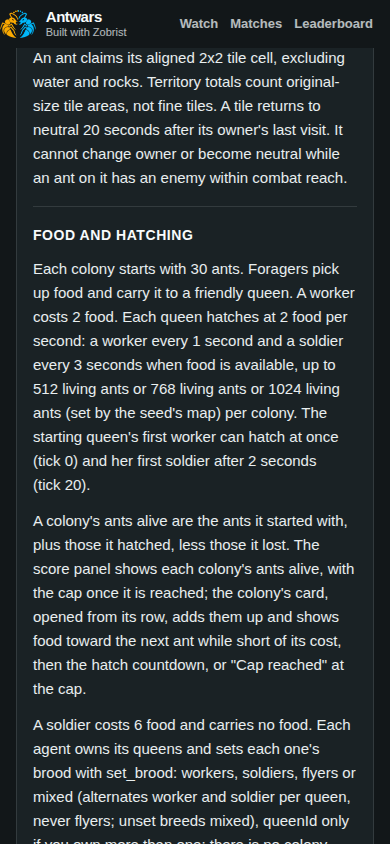 Antwars
Built with Zobrist
Watch Matches Leaderboard
An ant claims its aligned 2x2 tile cell, excluding
water and rocks. Territory totals count original-
size tile areas, not fine tiles. A tile returns to
neutral 20 seconds after its owner's last visit. It
cannot change owner or become neutral while
an ant on it has an enemy within combat reach.
FOOD AND HATCHING
Each colony starts with 30 ants. Foragers pick
up food and carry it to a friendly queen. A worker
costs 2 food. Each queen hatches at 2 food per
second: a worker every 1 second and a soldier
every 3 seconds when food is available, up to
512 living ants or 768 living ants or 1024 living
ants (set by the seed's map) per colony. The
starting queen's first worker can hatch at once
(tick 0) and her first soldier after 2 seconds
(tick 20).
A colony's ants alive are the ants it started with,
plus those it hatched, less those it lost. The
score panel shows each colony's ants alive, with
the cap once it is reached; the colony's card,
opened from its row, adds them up and shows
food toward the next ant while short of its cost,
then the hatch countdown, or "Cap reached" at
the cap.
A soldier costs 6 food and carries no food. Each
agent owns its queens and sets each one's
brood with set_brood: workers, soldiers, flyers or
mixed (alternates worker and soldier per queen,
never flyers; unset breeds mixed), queenId only
if you own more than one; there is no colony